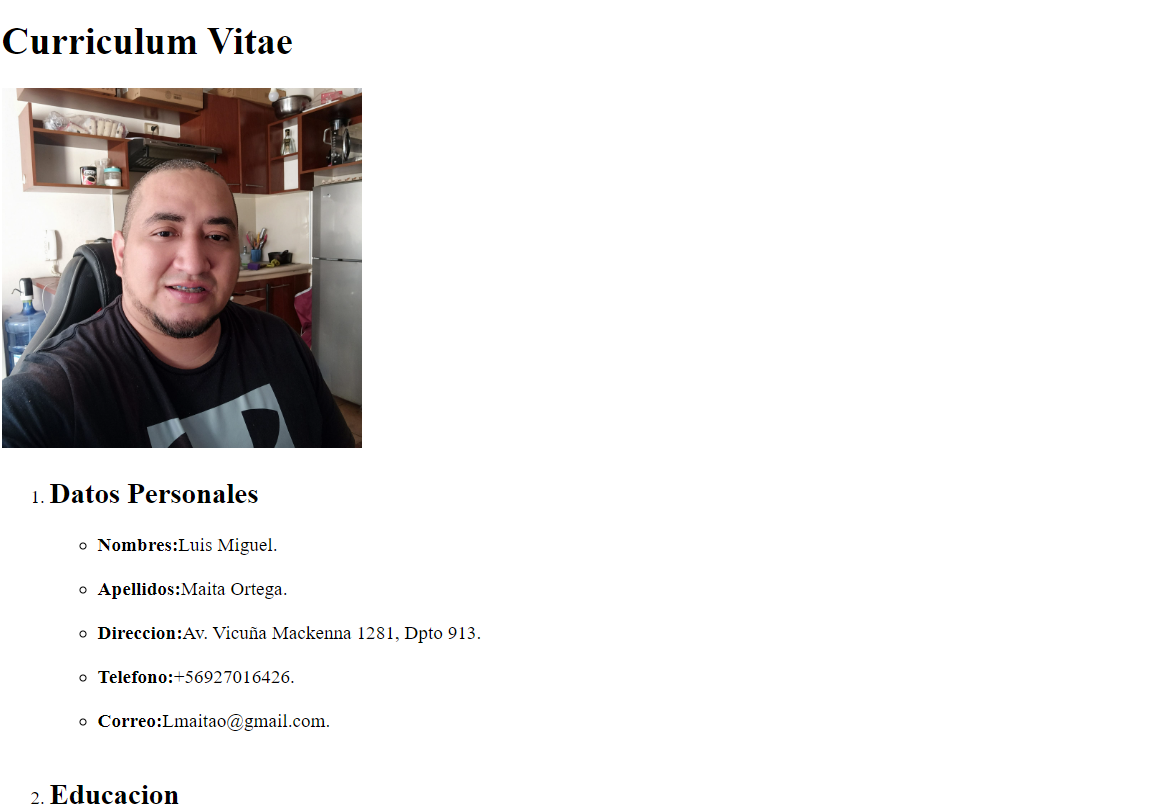 Curriculum Vitae
1. Datos Personales
Nombres:Luis Miguel.
Apellidos:Maita Ortega.
Direccion:Av. Vicuña Mackenna 1281, Dpto 913.
Telefono:+56927016426.
Correo:Lmaitao@gmail.com.
2. Educacion